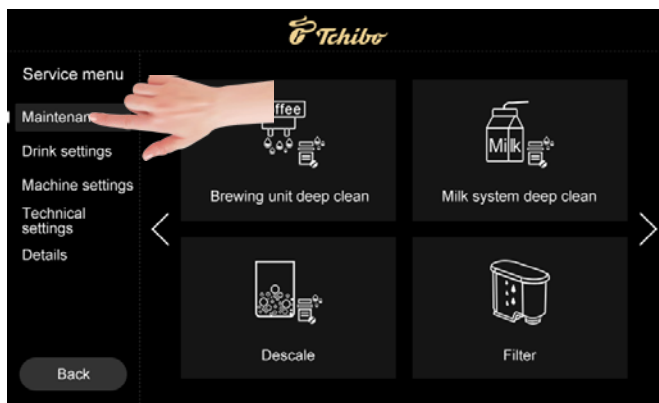 Tchibo
Service menu
Drink settings
Machine settings
Technical
settings
Details
Back
Brewing unit deep clean
Milk
Milk system deep clean
Descale
Filter